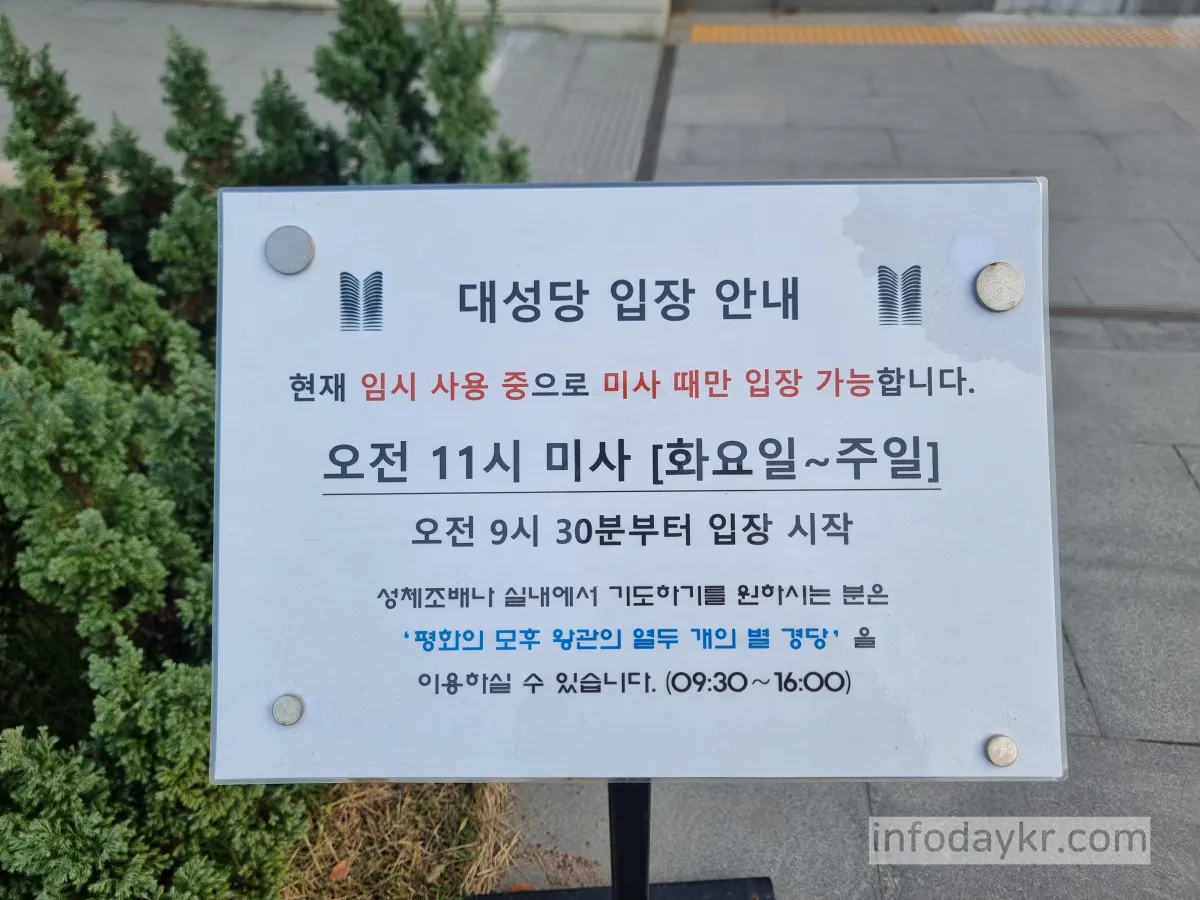 대성당 입장 안내
현재 임시 사용 중으로 미사 때만 입장 가능합니다.
오전 11시 미사 [화요일~주일]
오전 9시 30분부터 입장 시작
성체조배나 실내에서 기도하기를 원하시는 분은
‘평화의 모후 왕관의 열두 개의 별 경당’ 을
이용하실 수 있습니다. (09:30~16:00)
infodaykr.com